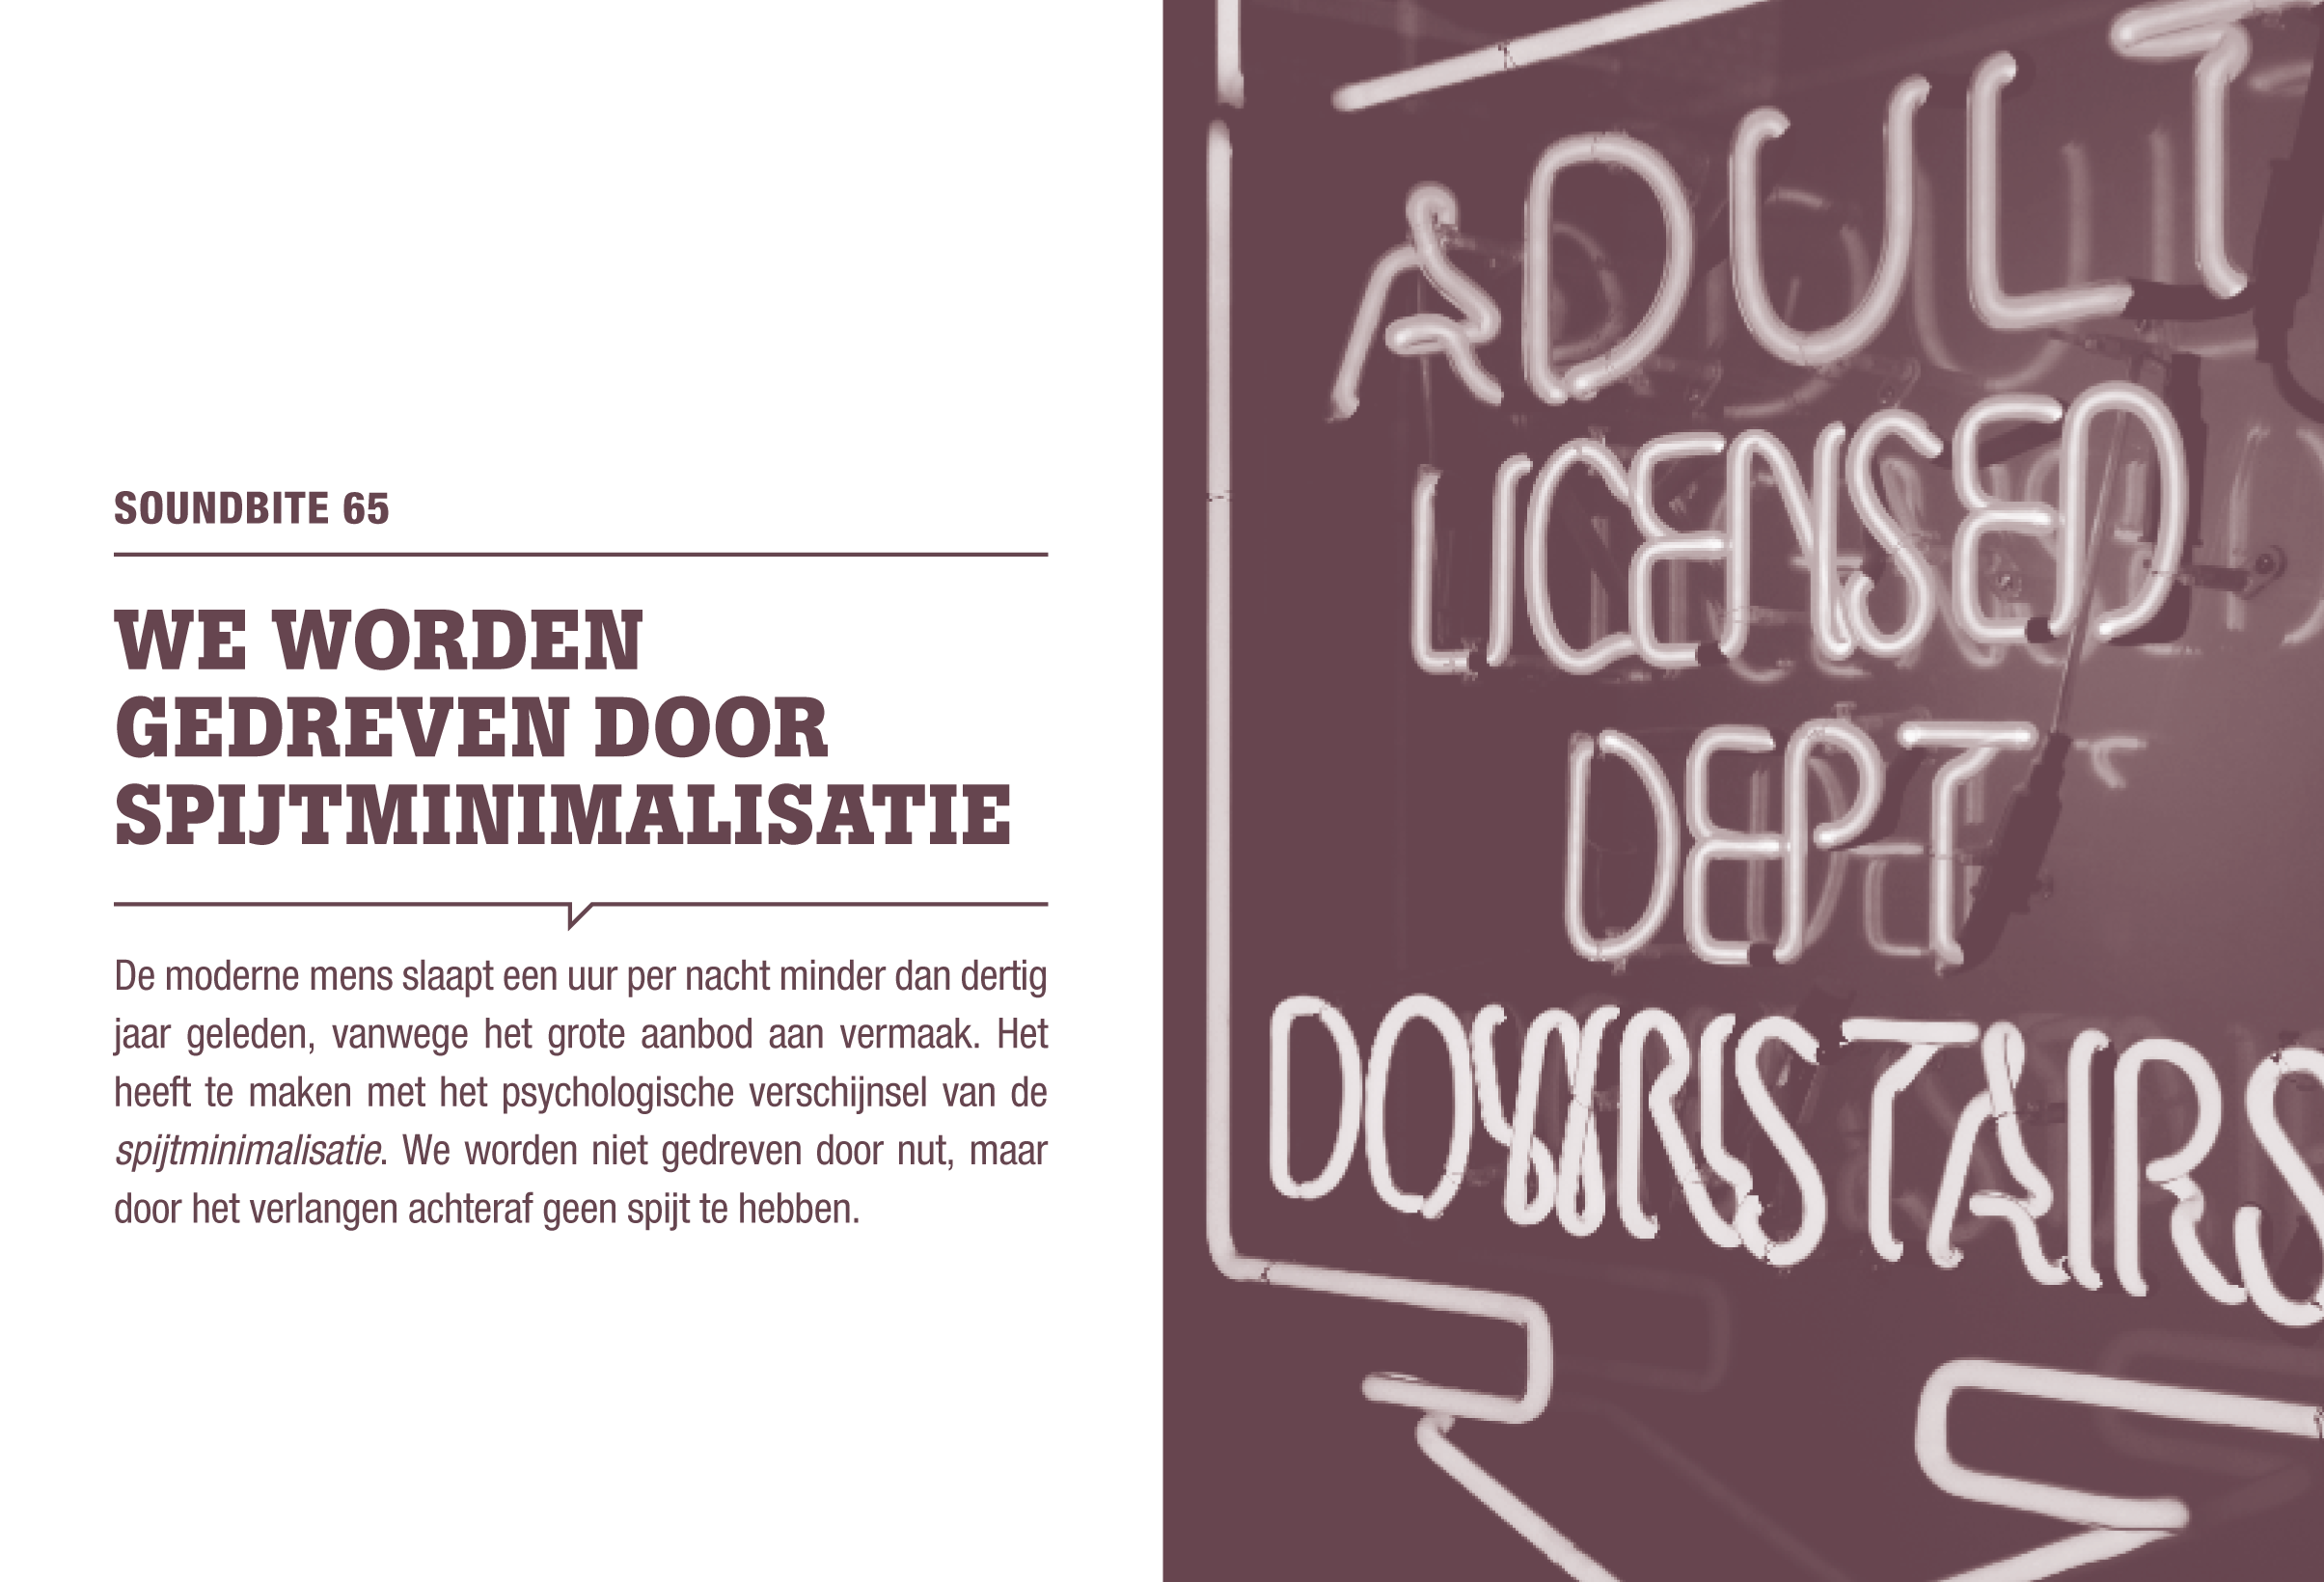 SOUNDBITE 65
WE WORDEN
GEDREVEN DOOR
SPIJTMINIMALISATIE
De moderne mens slaapt een uur per nacht minder dan dertig
jaar geleden, vanwege het grote aanbod aan vermaak. Het
heeft te maken met het psychologische verschijnsel van de
spijtminimalisatie. We worden niet gedreven door nut, maar
door het verlangen achteraf geen spijt te hebben.
ADULT
LICENSED
DEPT
DOWNSTAIRS